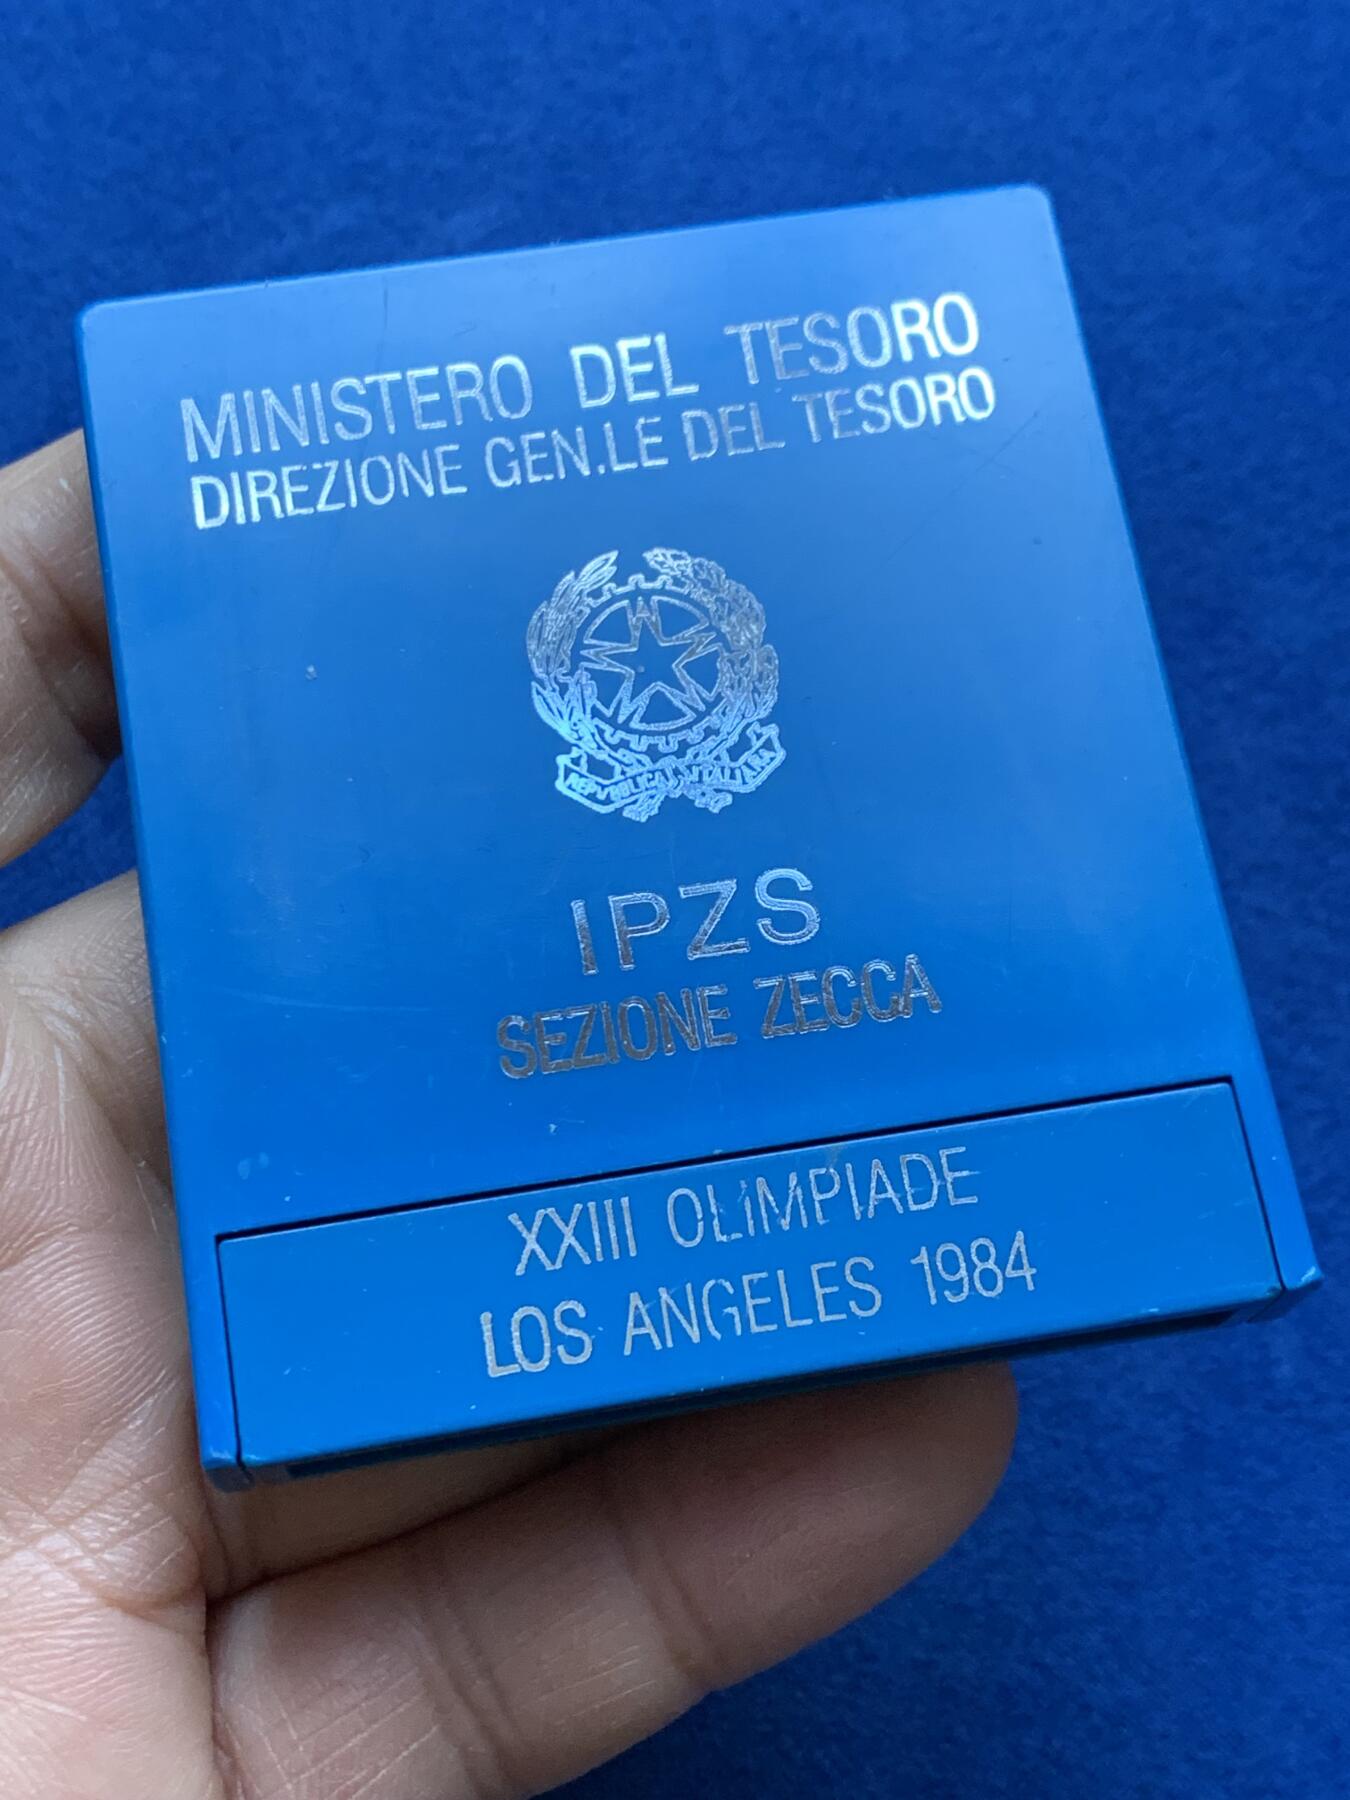 MINISTERO DEL TESORO
DIREZIONE GEN.LE DEL TESORO
REPVBBLICA ITALIANA
IPZS
SEZIONE ZECCA
XXIII OLIMPIADE
LOS ANGELES 1984